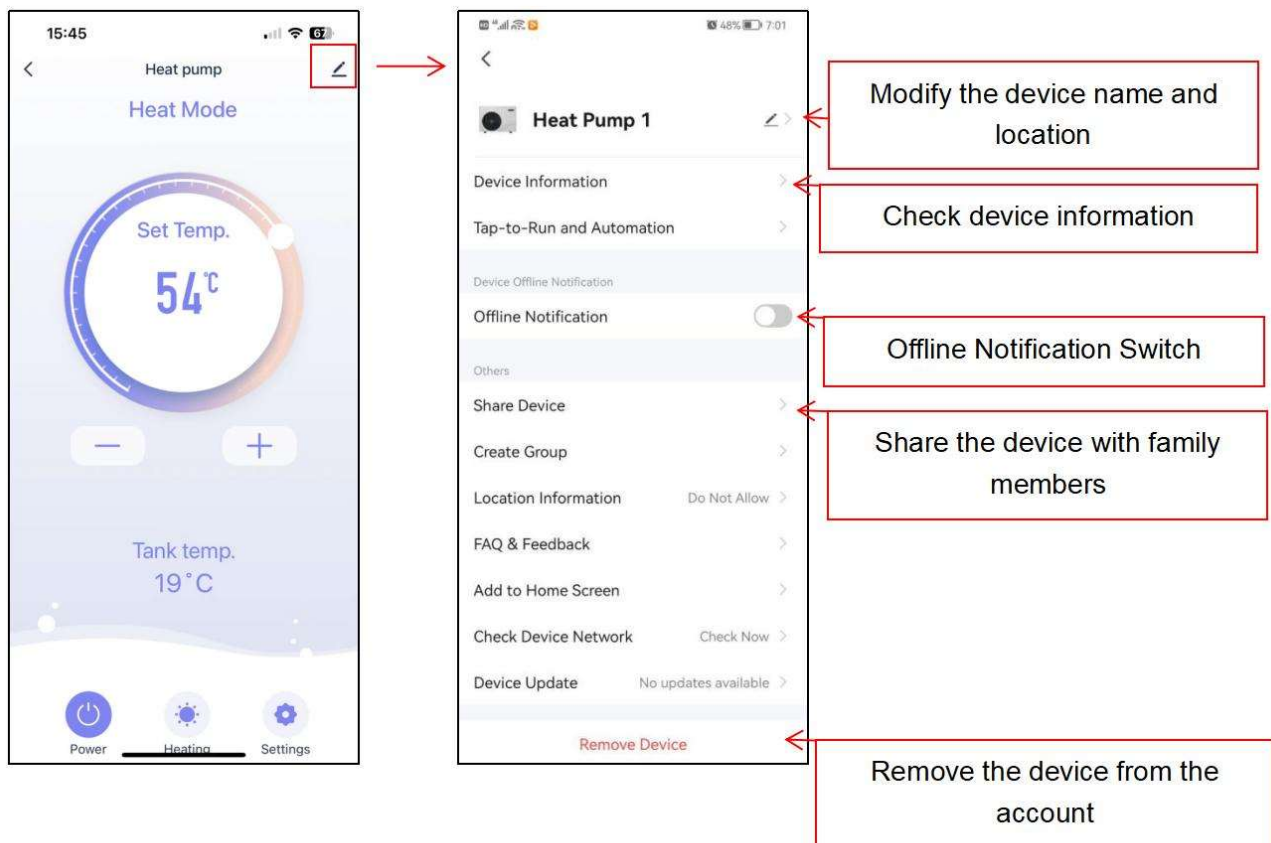 15:45
67
Heat pump
Heat Mode
Set Temp.
54°C
Tank temp.
19°C
Power
Heating
Settings
48% 7:01
Heat Pump 1
Device Information
Tap-to-Run and Automation
Device Offline Notification
Offline Notification
Others
Share Device
Create Group
Location Information Do Not Allow
FAQ & Feedback
Add to Home Screen
Check Device Network Check Now
Device Update No updates available
Remove Device
Modify the device name and
location
Check device information
Offline Notification Switch
Share the device with family
members
Remove the device from the
account